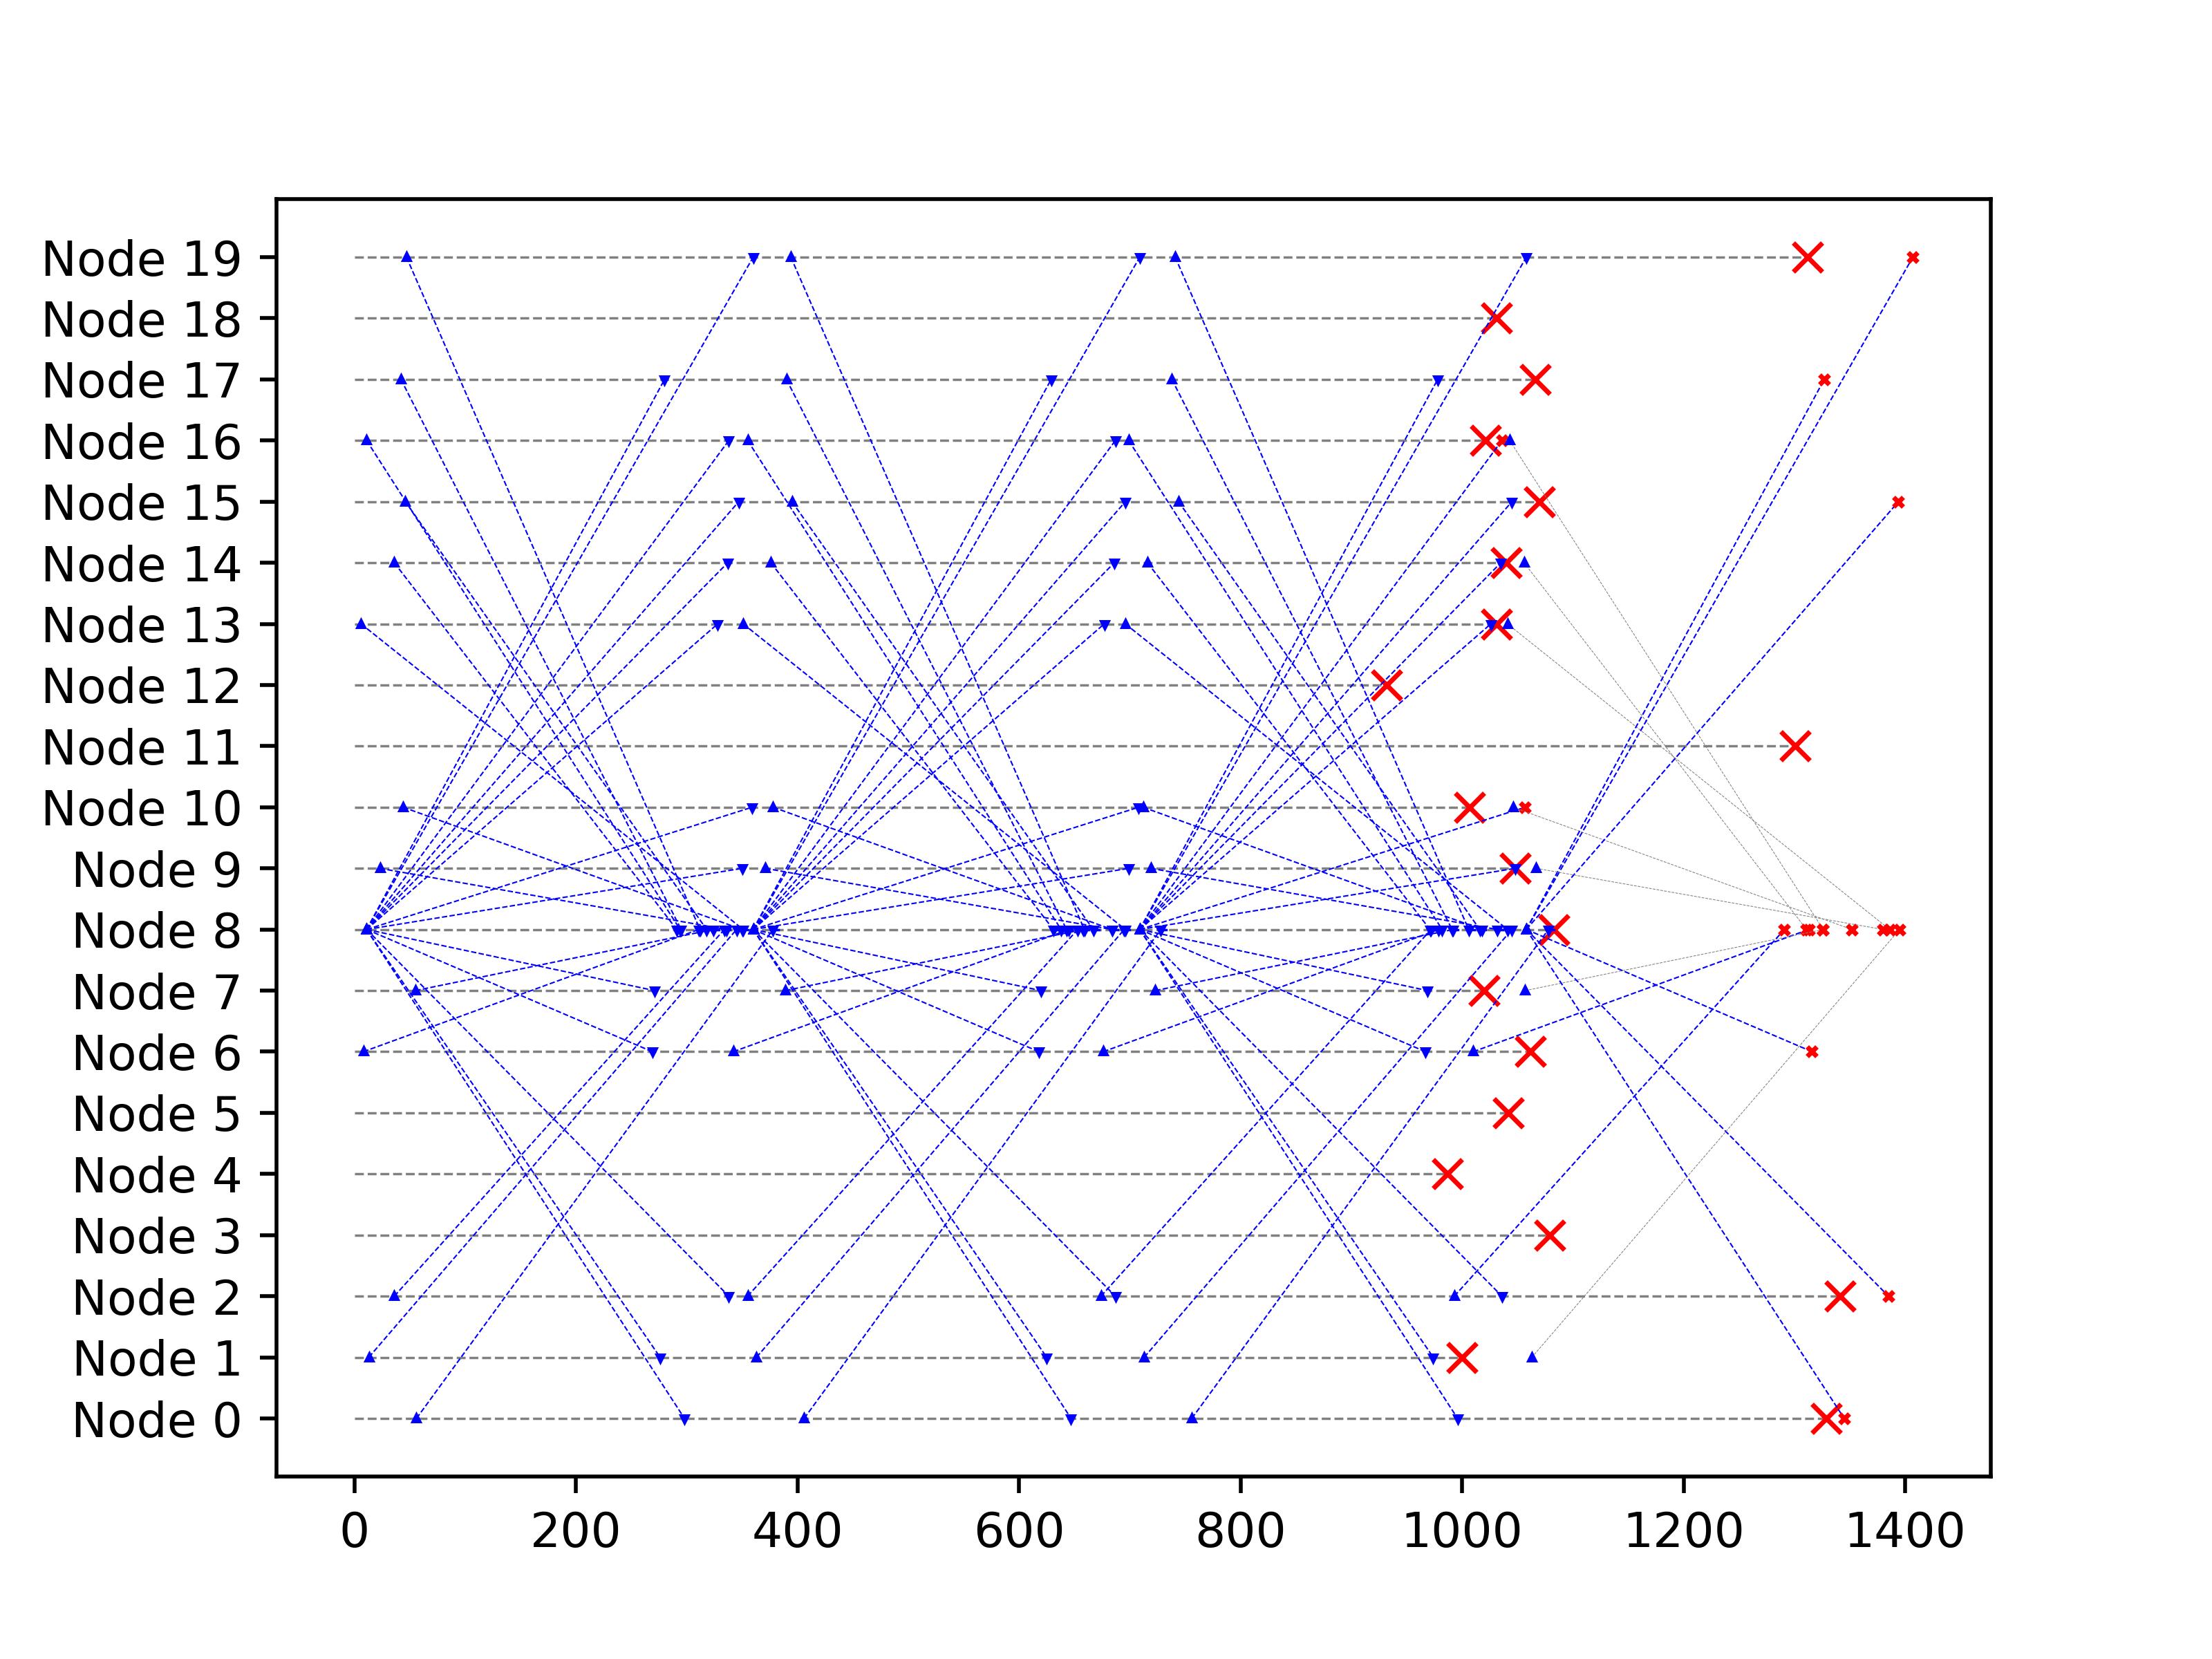 Node 19
Node 18
Node 17
Node 16
Node 15
Node 14
Node 13
Node 12
Node 11
Node 10
Node 9
Node 8
Node 7
Node 6
Node 5
Node 4
Node 3
Node 2
Node 1
Node 0
0 200 400 600 800 1000 1200 1400